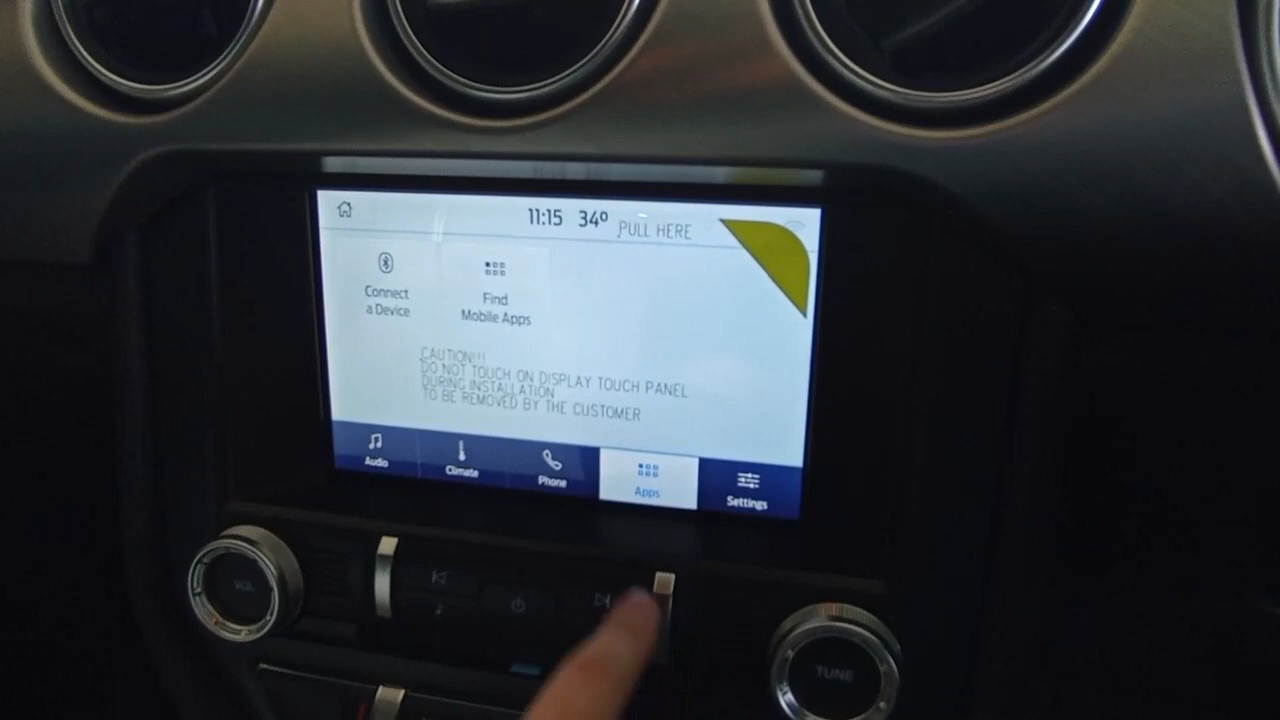 11:15 34°
PULL HERE
Connect
a Device
Find
Mobile Apps
CAUTION!!!
DO NOT TOUCH ON DISPLAY TOUCH PANEL
DURING INSTALLATION
TO BE REMOVED BY THE CUSTOMER
Audio
Climate
Phone
Apps
Settings
VOL
TUNE